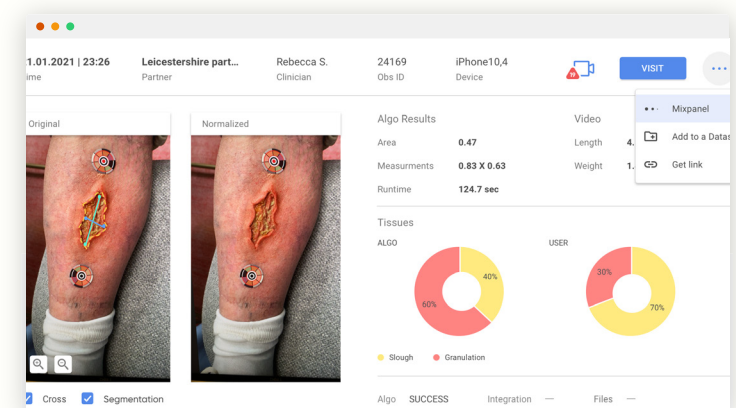 1.01.2021 | 23:26 Leicestershire part... Rebecca S. 24169 iPhone10,4 VISIT
ime Partner Clinician Obs ID Device
Mixpanel
Original Normalized Algo Results Video Add to a Datas
Area 0.47 Length 4.
Get link
Measurments 0.83 X 0.63 Weight 1.
Runtime 124.7 sec
Tissues
ALGO USER
40% 30%
60% 70%
Slough Granulation
Cross Segmentation Algo SUCCESS Integration — Files —